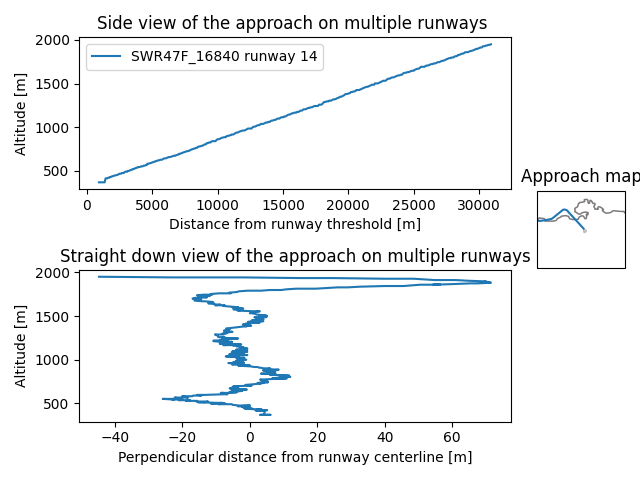 Side view of the approach on multiple runways
2000
1500
1000
500
Altitude [m]
SWR47F_16840 runway 14
0 5000 10000 15000 20000 25000 30000
Distance from runway threshold [m]
Approach map
Straight down view of the approach on multiple runways
2000
1500
1000
500
Altitude [m]
−40 −20 0 20 40 60
Perpendicular distance from runway centerline [m]